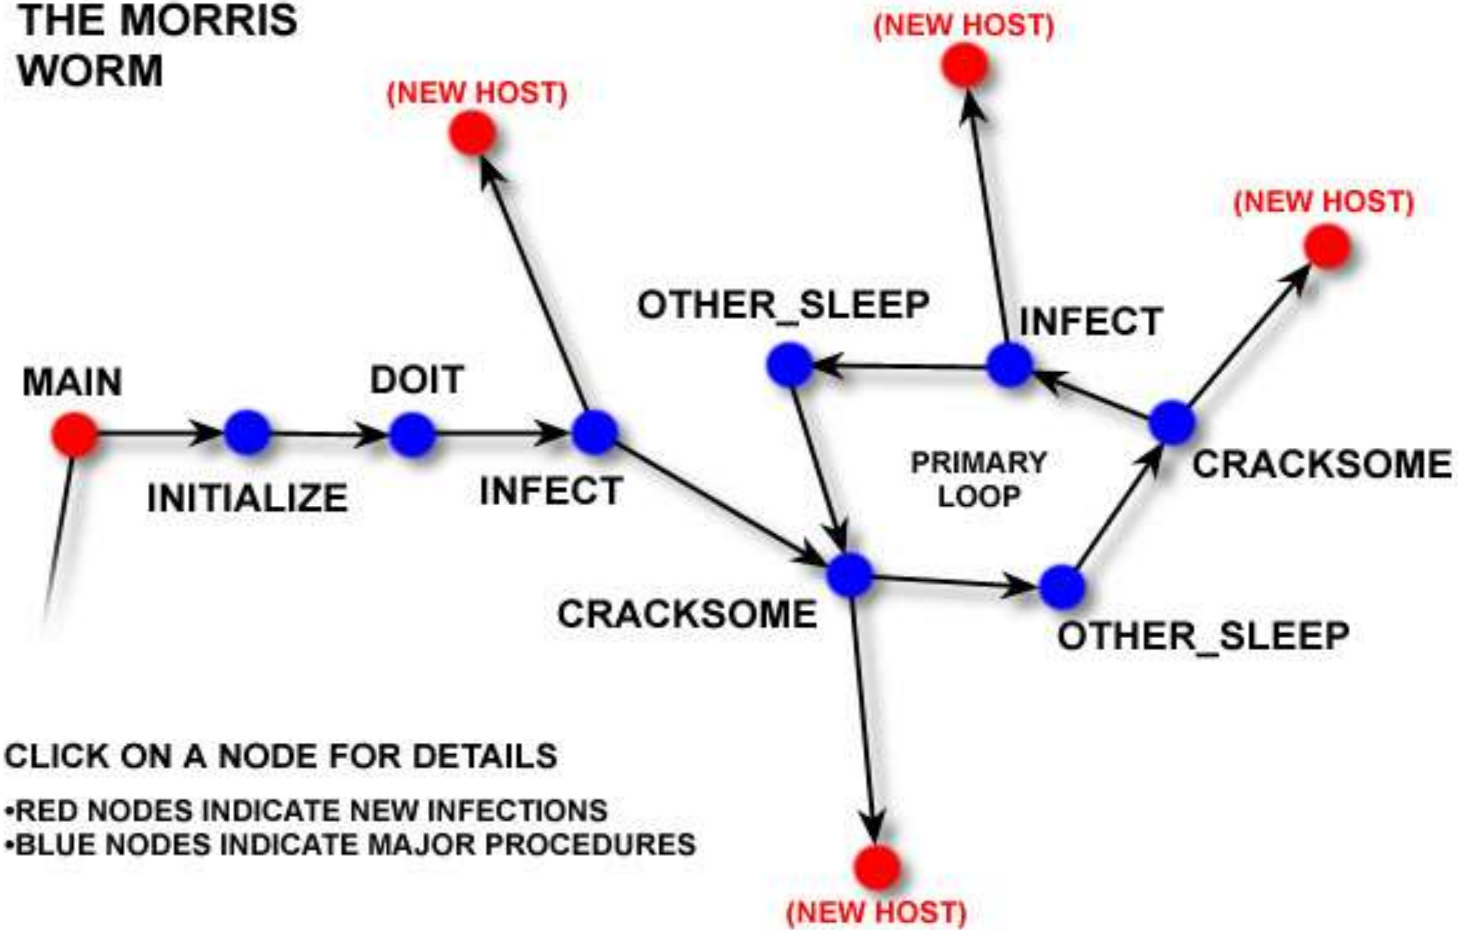 THE MORRIS
WORM
(NEW HOST)
(NEW HOST)
(NEW HOST)
OTHER_SLEEP
INFECT
MAIN
DOIT
INITIALIZE
INFECT
PRIMARY
LOOP
CRACKSOME
CRACKSOME
OTHER_SLEEP
CLICK ON A NODE FOR DETAILS
•RED NODES INDICATE NEW INFECTIONS
•BLUE NODES INDICATE MAJOR PROCEDURES
(NEW HOST)